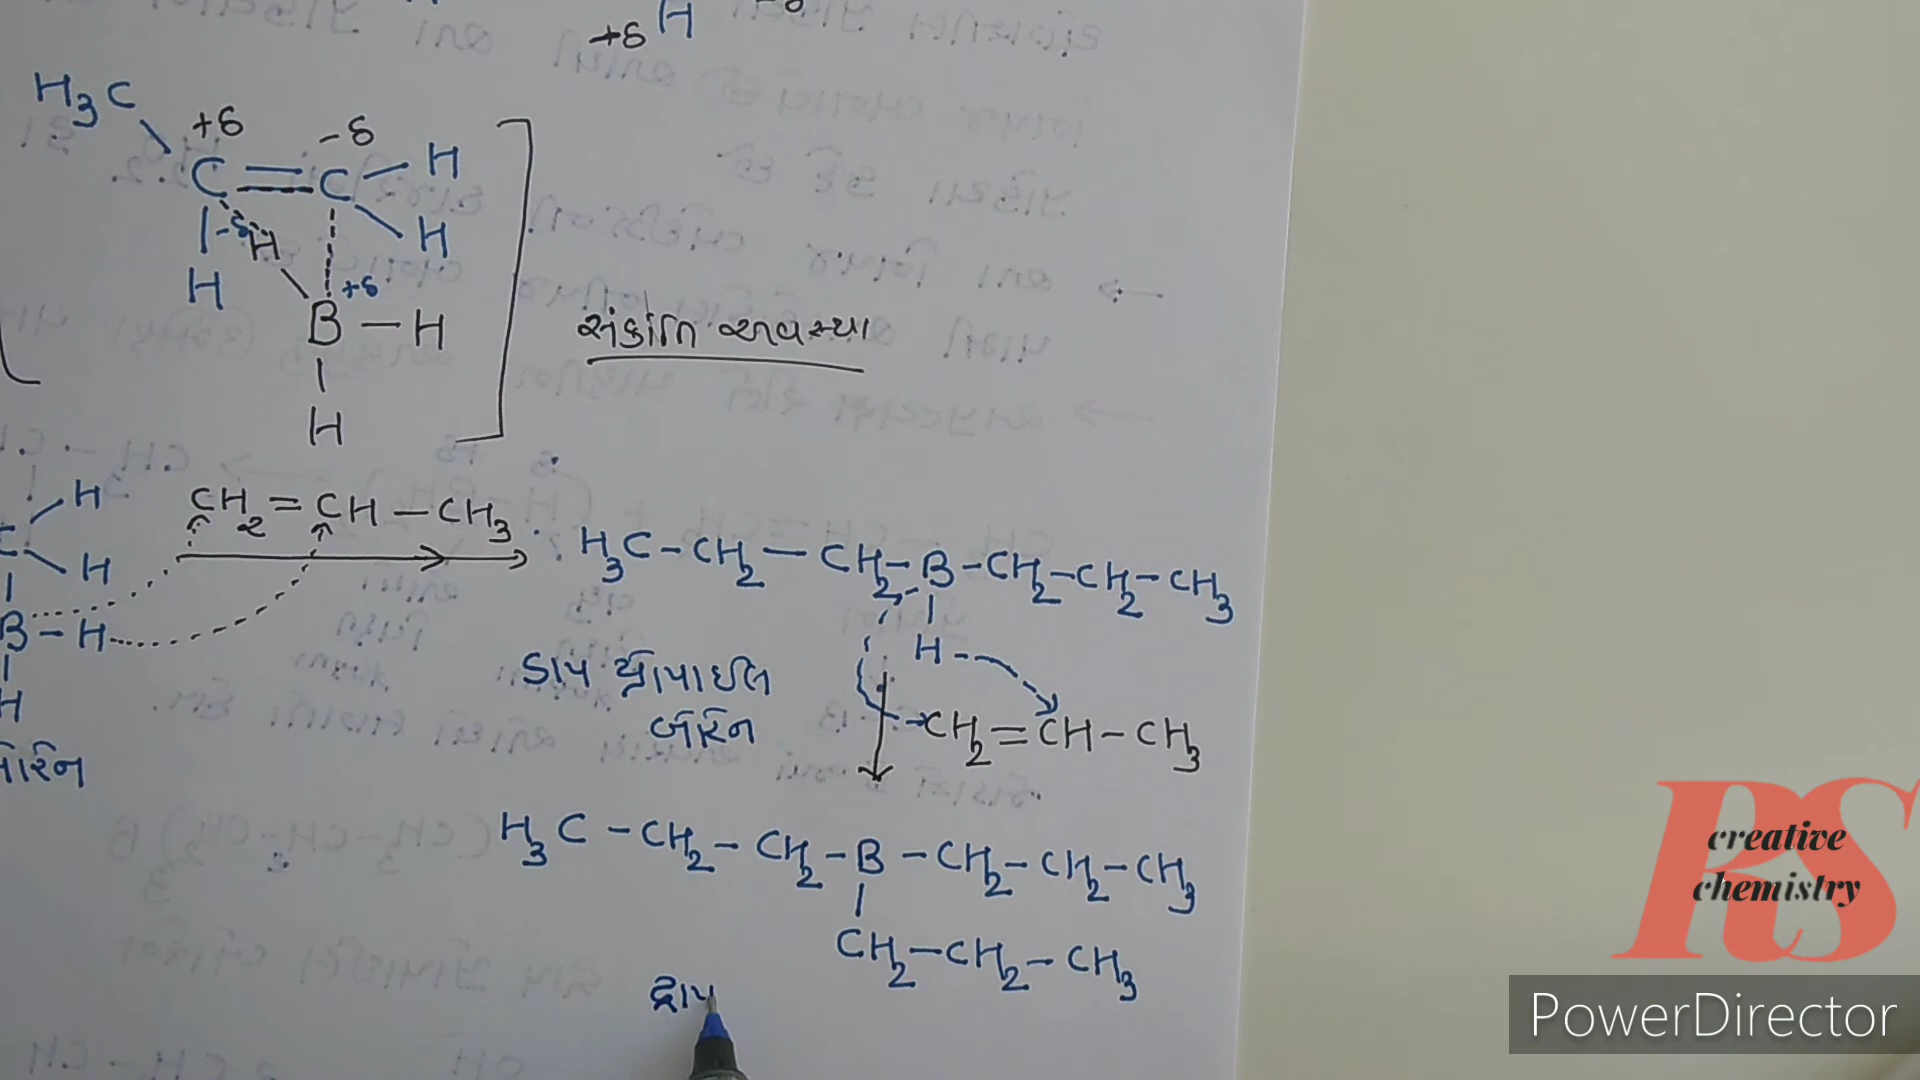 +δ H
H₃C
+δ -δ
C=C H
-δ H H
H +δ
B—H
H
સંક્રાંતિ અવસ્થા
H
C
H
B—H
H
CH₂=CH—CH₃
H₃C-CH₂—CH₂-B-CH₂-CH₂-CH₃
H
ડાય પ્રોપાઈલ
બોરેન
CH₂=CH-CH₃
H₃C-CH₂-CH₂-B-CH₂-CH₂-CH₃
CH₂-CH₂-CH₃
ટ્રાય
RS
creative
chemistry
PowerDirector